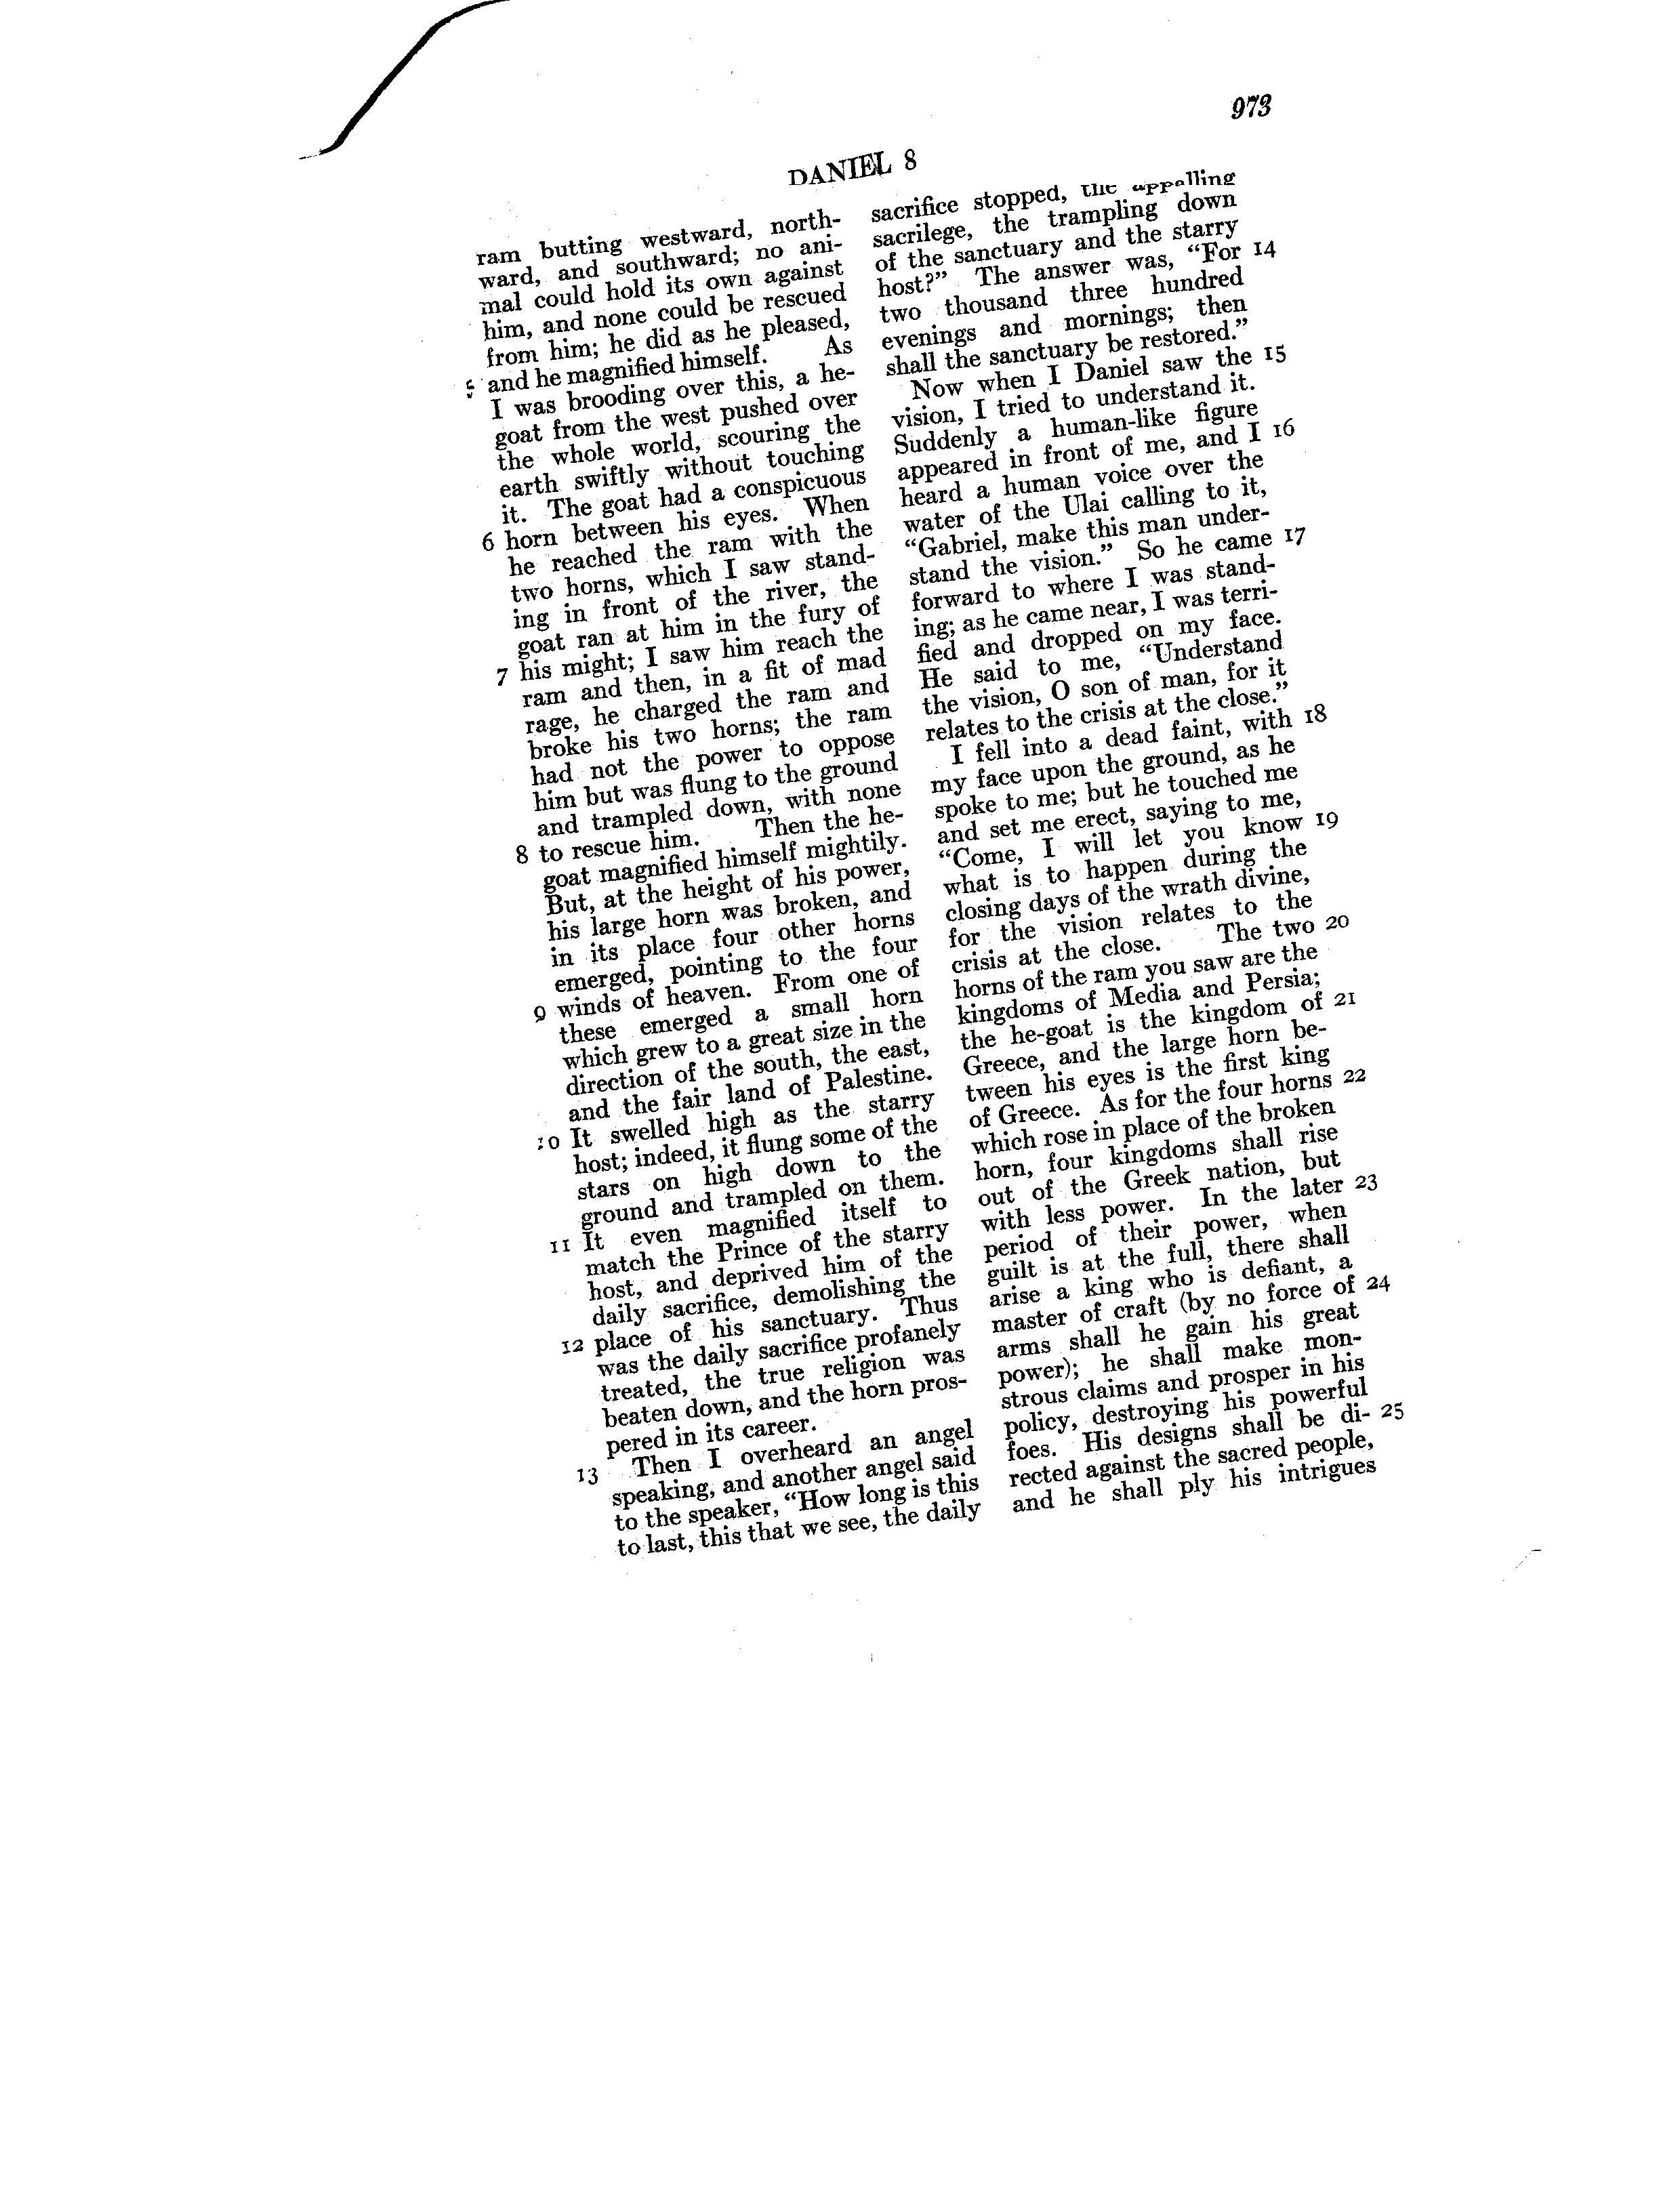 973
DANIEL 8
ram butting westward, north-
ward, and southward; no ani-
mal could hold its own against
him, and none could be rescued
from him; he did as he pleased,
5 and he magnified himself. As
I was brooding over this, a he-
goat from the west pushed over
the whole world, scouring the
earth swiftly without touching
it. The goat had a conspicuous
6 horn between his eyes. When
he reached the ram with the
two horns, which I saw stand-
ing in front of the river, the
goat ran at him in the fury of
7 his might; I saw him reach the
ram and then, in a fit of mad
rage, he charged the ram and
broke his two horns; the ram
had not the power to oppose
him but was flung to the ground
and trampled down, with none
8 to rescue him. Then the he-
goat magnified himself mightily.
But, at the height of his power,
his large horn was broken, and
in its place four other horns
emerged, pointing to the four
9 winds of heaven. From one of
these emerged a small horn
which grew to a great size in the
direction of the south, the east,
and the fair land of Palestine.
10 It swelled high as the starry
host; indeed, it flung some of the
stars on high down to the
ground and trampled on them.
11 It even magnified itself to
match the Prince of the starry
host, and deprived him of the
daily sacrifice, demolishing the
place of his sanctuary. Thus
12 was the daily sacrifice profanely
treated, the true religion was
beaten down, and the horn pros-
pered in its career.
13 Then I overheard an angel
speaking, and another angel said
to the speaker, “How long is this
to last, this that we see, the daily
sacrifice stopped, the appalling
sacrilege, the trampling down
of the sanctuary and the starry
host?” The answer was, “For 14
two thousand three hundred
evenings and mornings; then
shall the sanctuary be restored.”
Now when I Daniel saw the 15
vision, I tried to understand it.
Suddenly a human-like figure
appeared in front of me, and I 16
heard a human voice over the
water of the Ulai calling to it,
“Gabriel, make this man under-
stand the vision.” So he came 17
forward to where I was stand-
ing; as he came near, I was terri-
fied and dropped on my face.
He said to me, “Understand
the vision, O son of man, for it
relates to the crisis at the close.”
I fell into a dead faint, with 18
my face upon the ground, as he
spoke to me; but he touched me
and set me erect, saying to me,
“Come, I will let you know 19
what is to happen during the
closing days of the wrath divine,
for the vision relates to the
crisis at the close. The two 20
horns of the ram you saw are the
kingdoms of Media and Persia;
the he-goat is the kingdom of 21
Greece, and the large horn be-
tween his eyes is the first king
of Greece. As for the four horns 22
which rose in place of the broken
horn, four kingdoms shall rise
out of the Greek nation, but
with less power. In the later 23
period of their power, when
guilt is at the full, there shall
arise a king who is defiant, a
master of craft (by no force of 24
arms shall he gain his great
power); he shall make mon-
strous claims and prosper in his
policy, destroying his powerful
foes. His designs shall be di- 25
rected against the sacred people,
and he shall ply his intrigues